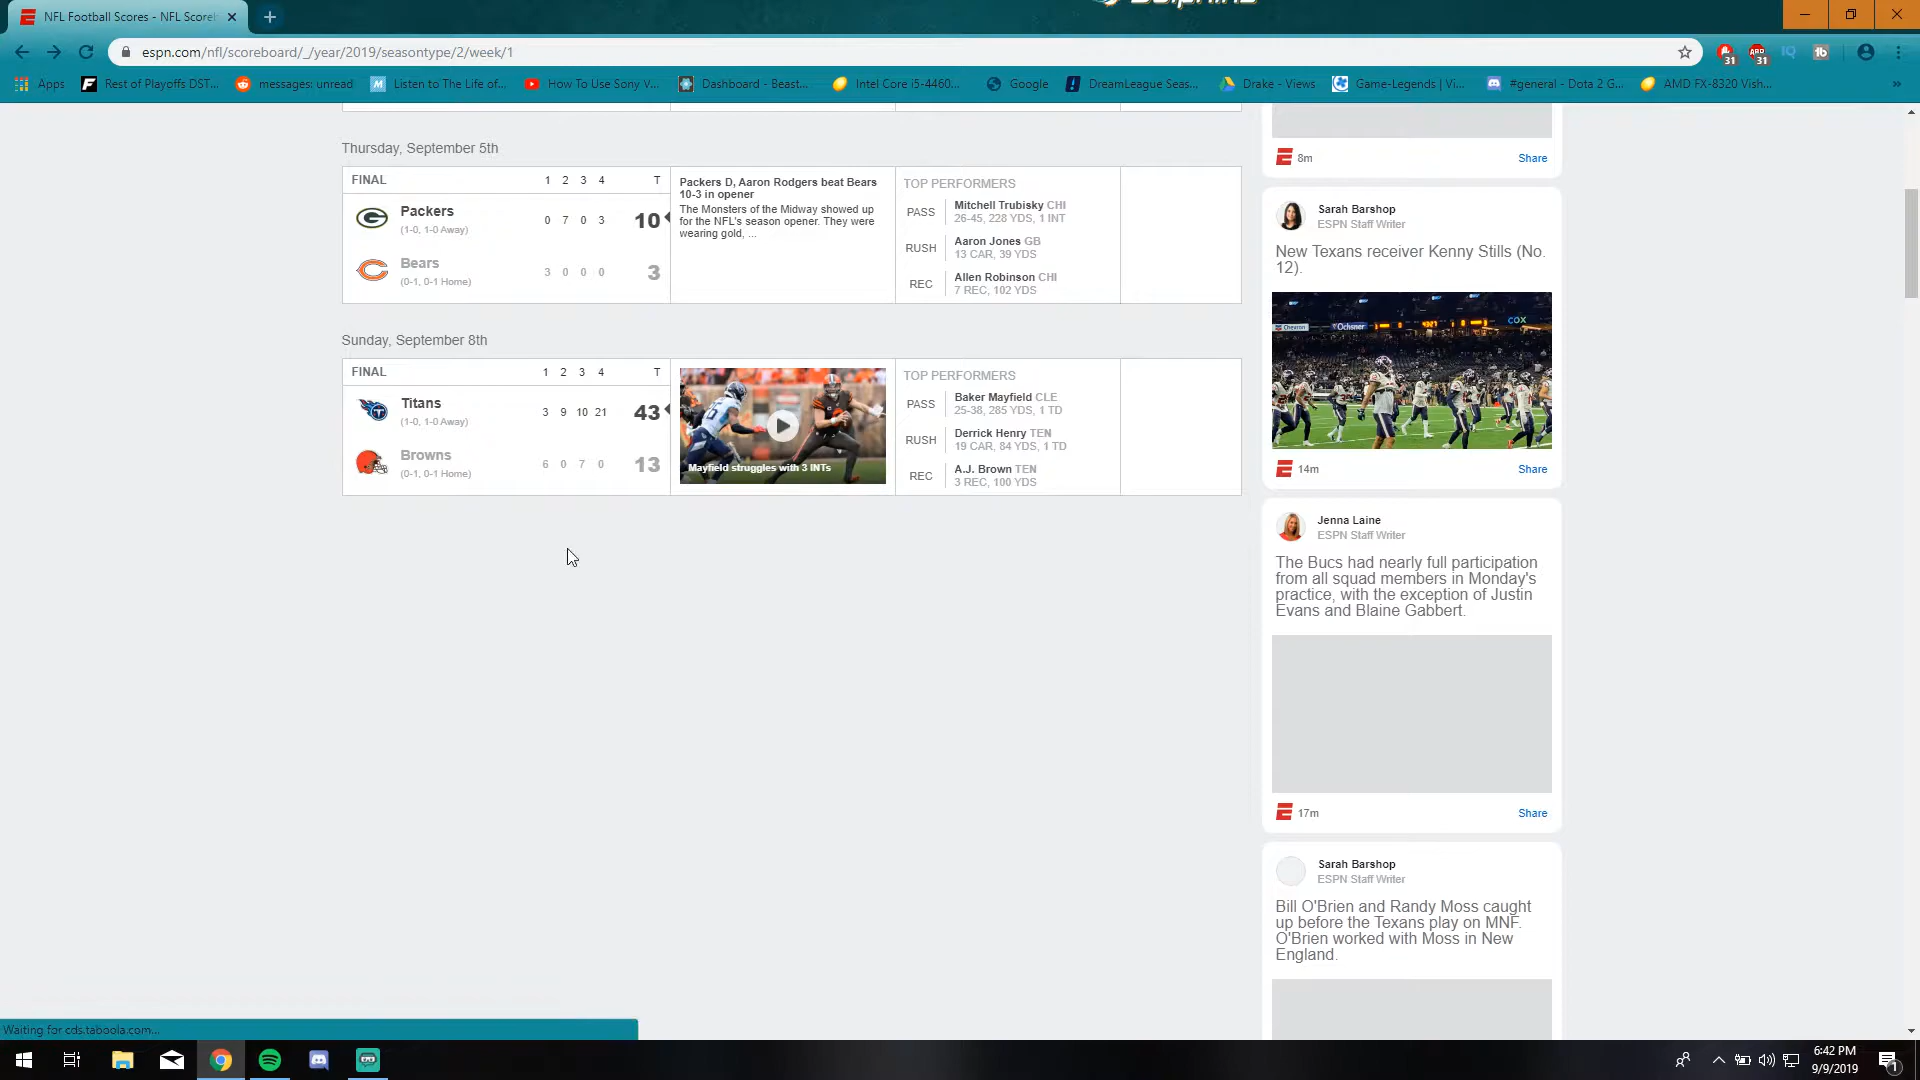 Dolphins
NFL Football Scores - NFL Scoreb
espn.com/nfl/scoreboard/_/year/2019/seasontype/2/week/1
31
ABP
31
Apps
Rest of Playoffs DST...
messages: unread
Listen to The Life of...
How To Use Sony V...
Dashboard - Beast...
Intel Core i5-4460...
Google
DreamLeague Seas...
Drake - Views
Game-Legends | Vi...
#general - Dota 2 G...
AMD FX-8320 Vish...
»
Thursday, September 5th
FINAL 1 2 3 4 T
Packers
(1-0, 1-0 Away)
0 7 0 3 10
Bears
(0-1, 0-1 Home)
3 0 0 0 3
Packers D, Aaron Rodgers beat Bears
10-3 in opener
The Monsters of the Midway showed up
for the NFL's season opener. They were
wearing gold, ...
TOP PERFORMERS
PASS
Mitchell Trubisky CHI
26-45, 228 YDS, 1 INT
RUSH
Aaron Jones GB
13 CAR, 39 YDS
REC
Allen Robinson CHI
7 REC, 102 YDS
Sunday, September 8th
FINAL 1 2 3 4 T
Titans
(1-0, 1-0 Away)
3 9 10 21 43
Browns
(0-1, 0-1 Home)
6 0 7 0 13
Mayfield struggles with 3 INTs
TOP PERFORMERS
PASS
Baker Mayfield CLE
25-38, 285 YDS, 1 TD
RUSH
Derrick Henry TEN
19 CAR, 84 YDS, 1 TD
REC
A.J. Brown TEN
3 REC, 100 YDS
8m
Share
Sarah Barshop
ESPN Staff Writer
New Texans receiver Kenny Stills (No.
12).
COX
Chevron
Ochsner
14m
Share
Jenna Laine
ESPN Staff Writer
The Bucs had nearly full participation
from all squad members in Monday's
practice, with the exception of Justin
Evans and Blaine Gabbert.
17m
Share
Sarah Barshop
ESPN Staff Writer
Bill O'Brien and Randy Moss caught
up before the Texans play on MNF.
O'Brien worked with Moss in New
England.
Waiting for cds.taboola.com...
6:42 PM
9/9/2019
1